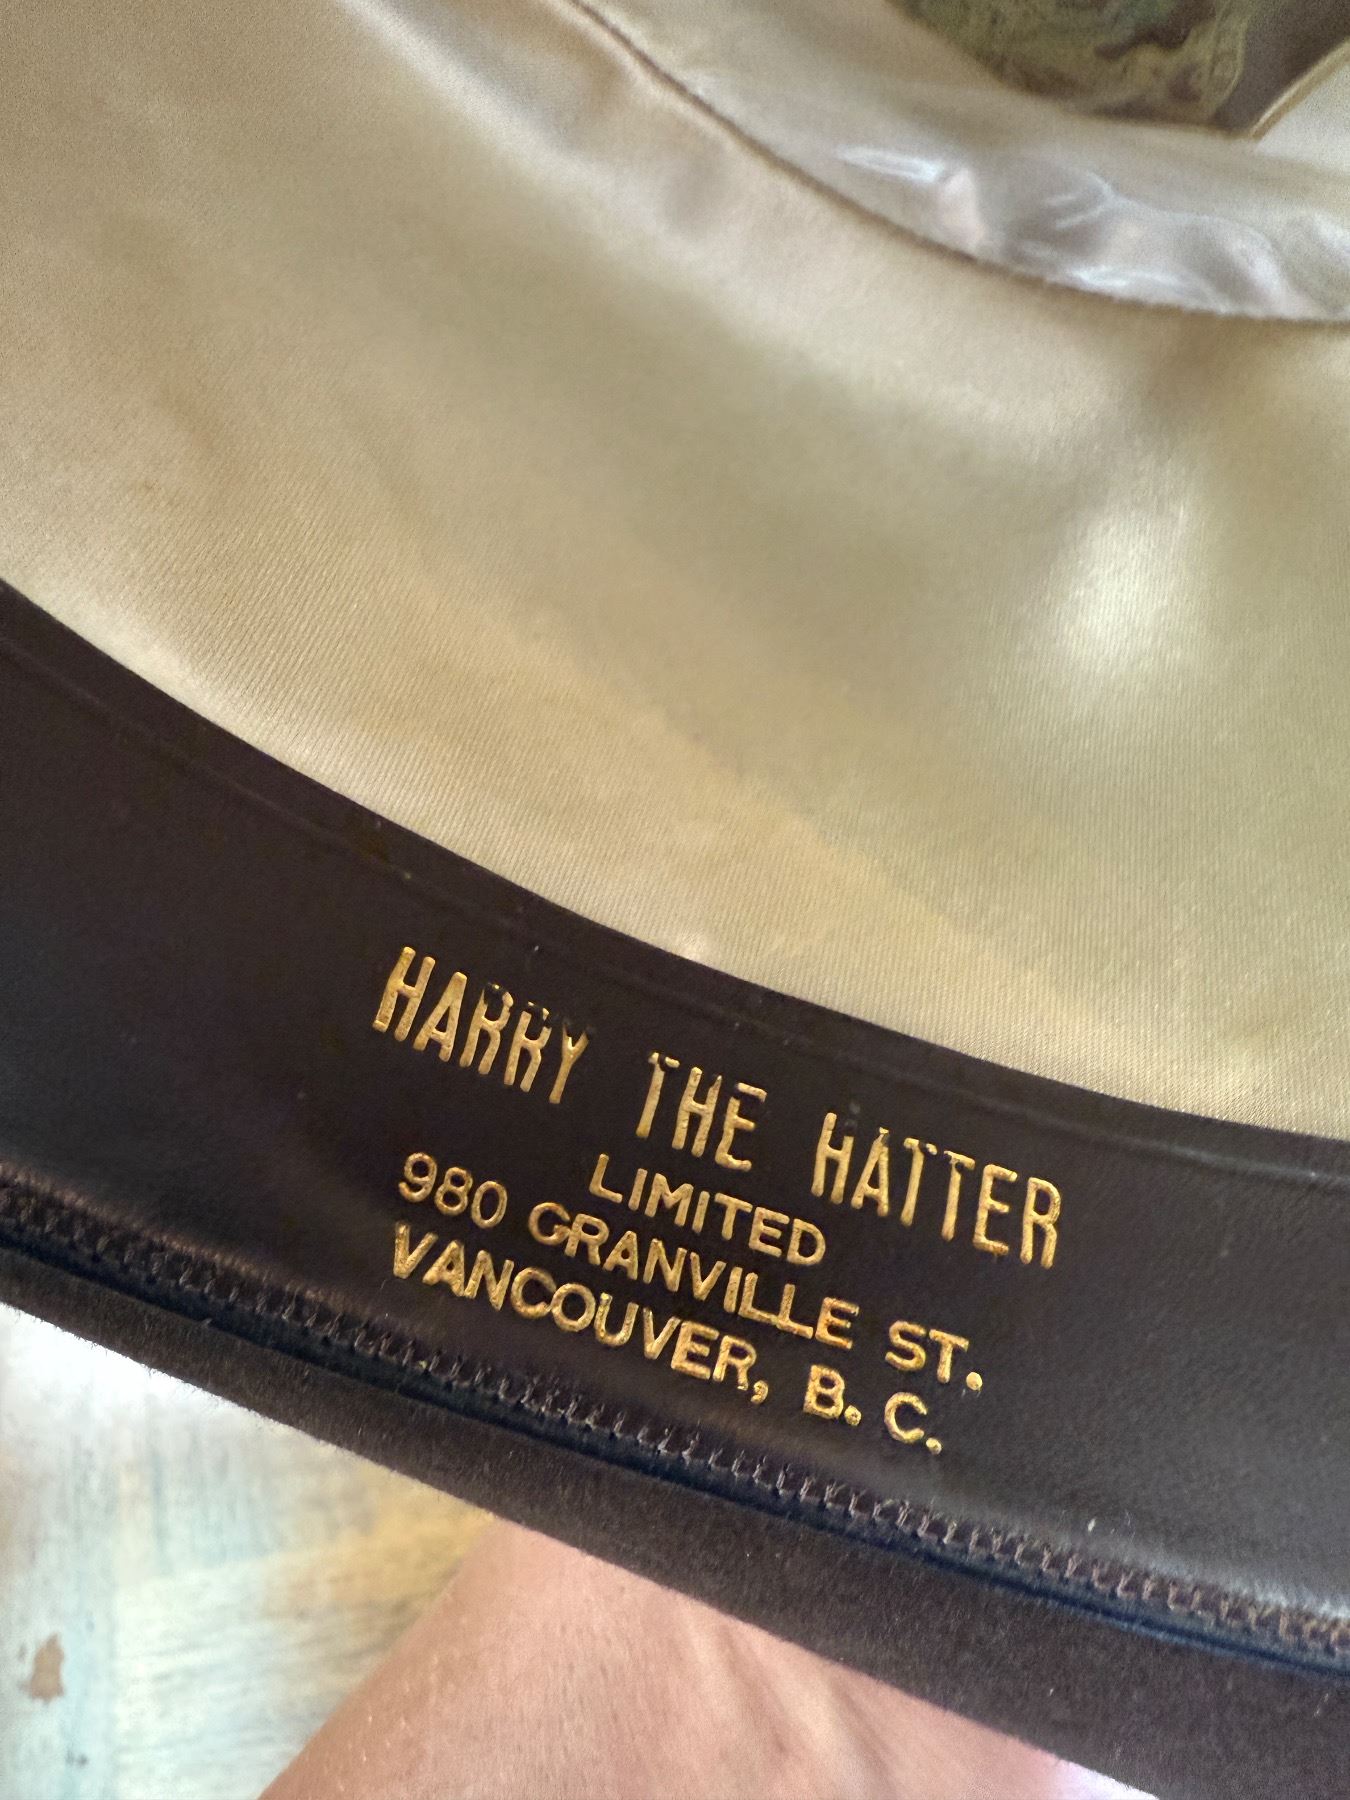 HARRY THE HATTER
LIMITED
980 GRANVILLE ST.
VANCOUVER, B. C.